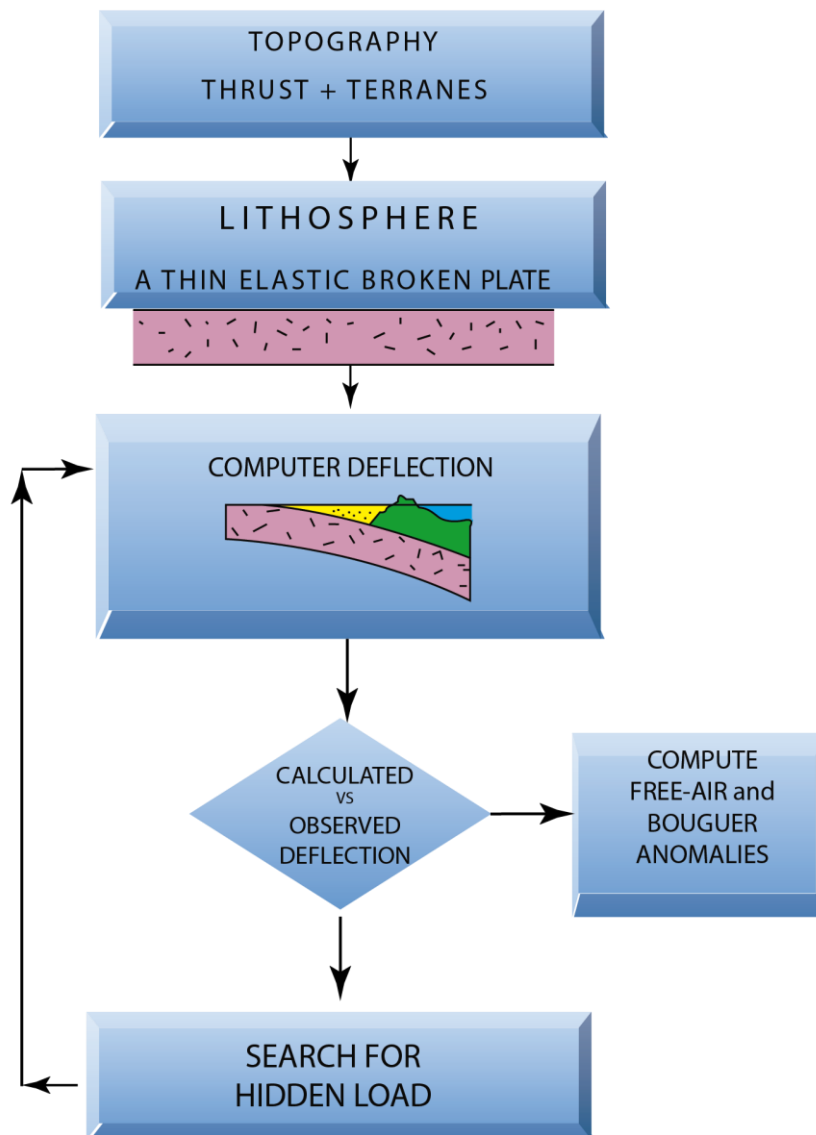 TOPOGRAPHY
THRUST + TERRANES
LITHOSPHERE
A THIN ELASTIC BROKEN PLATE
COMPUTER DEFLECTION
CALCULATED
VS
OBSERVED
DEFLECTION
COMPUTE
FREE-AIR and
BOUGUER
ANOMALIES
SEARCH FOR
HIDDEN LOAD